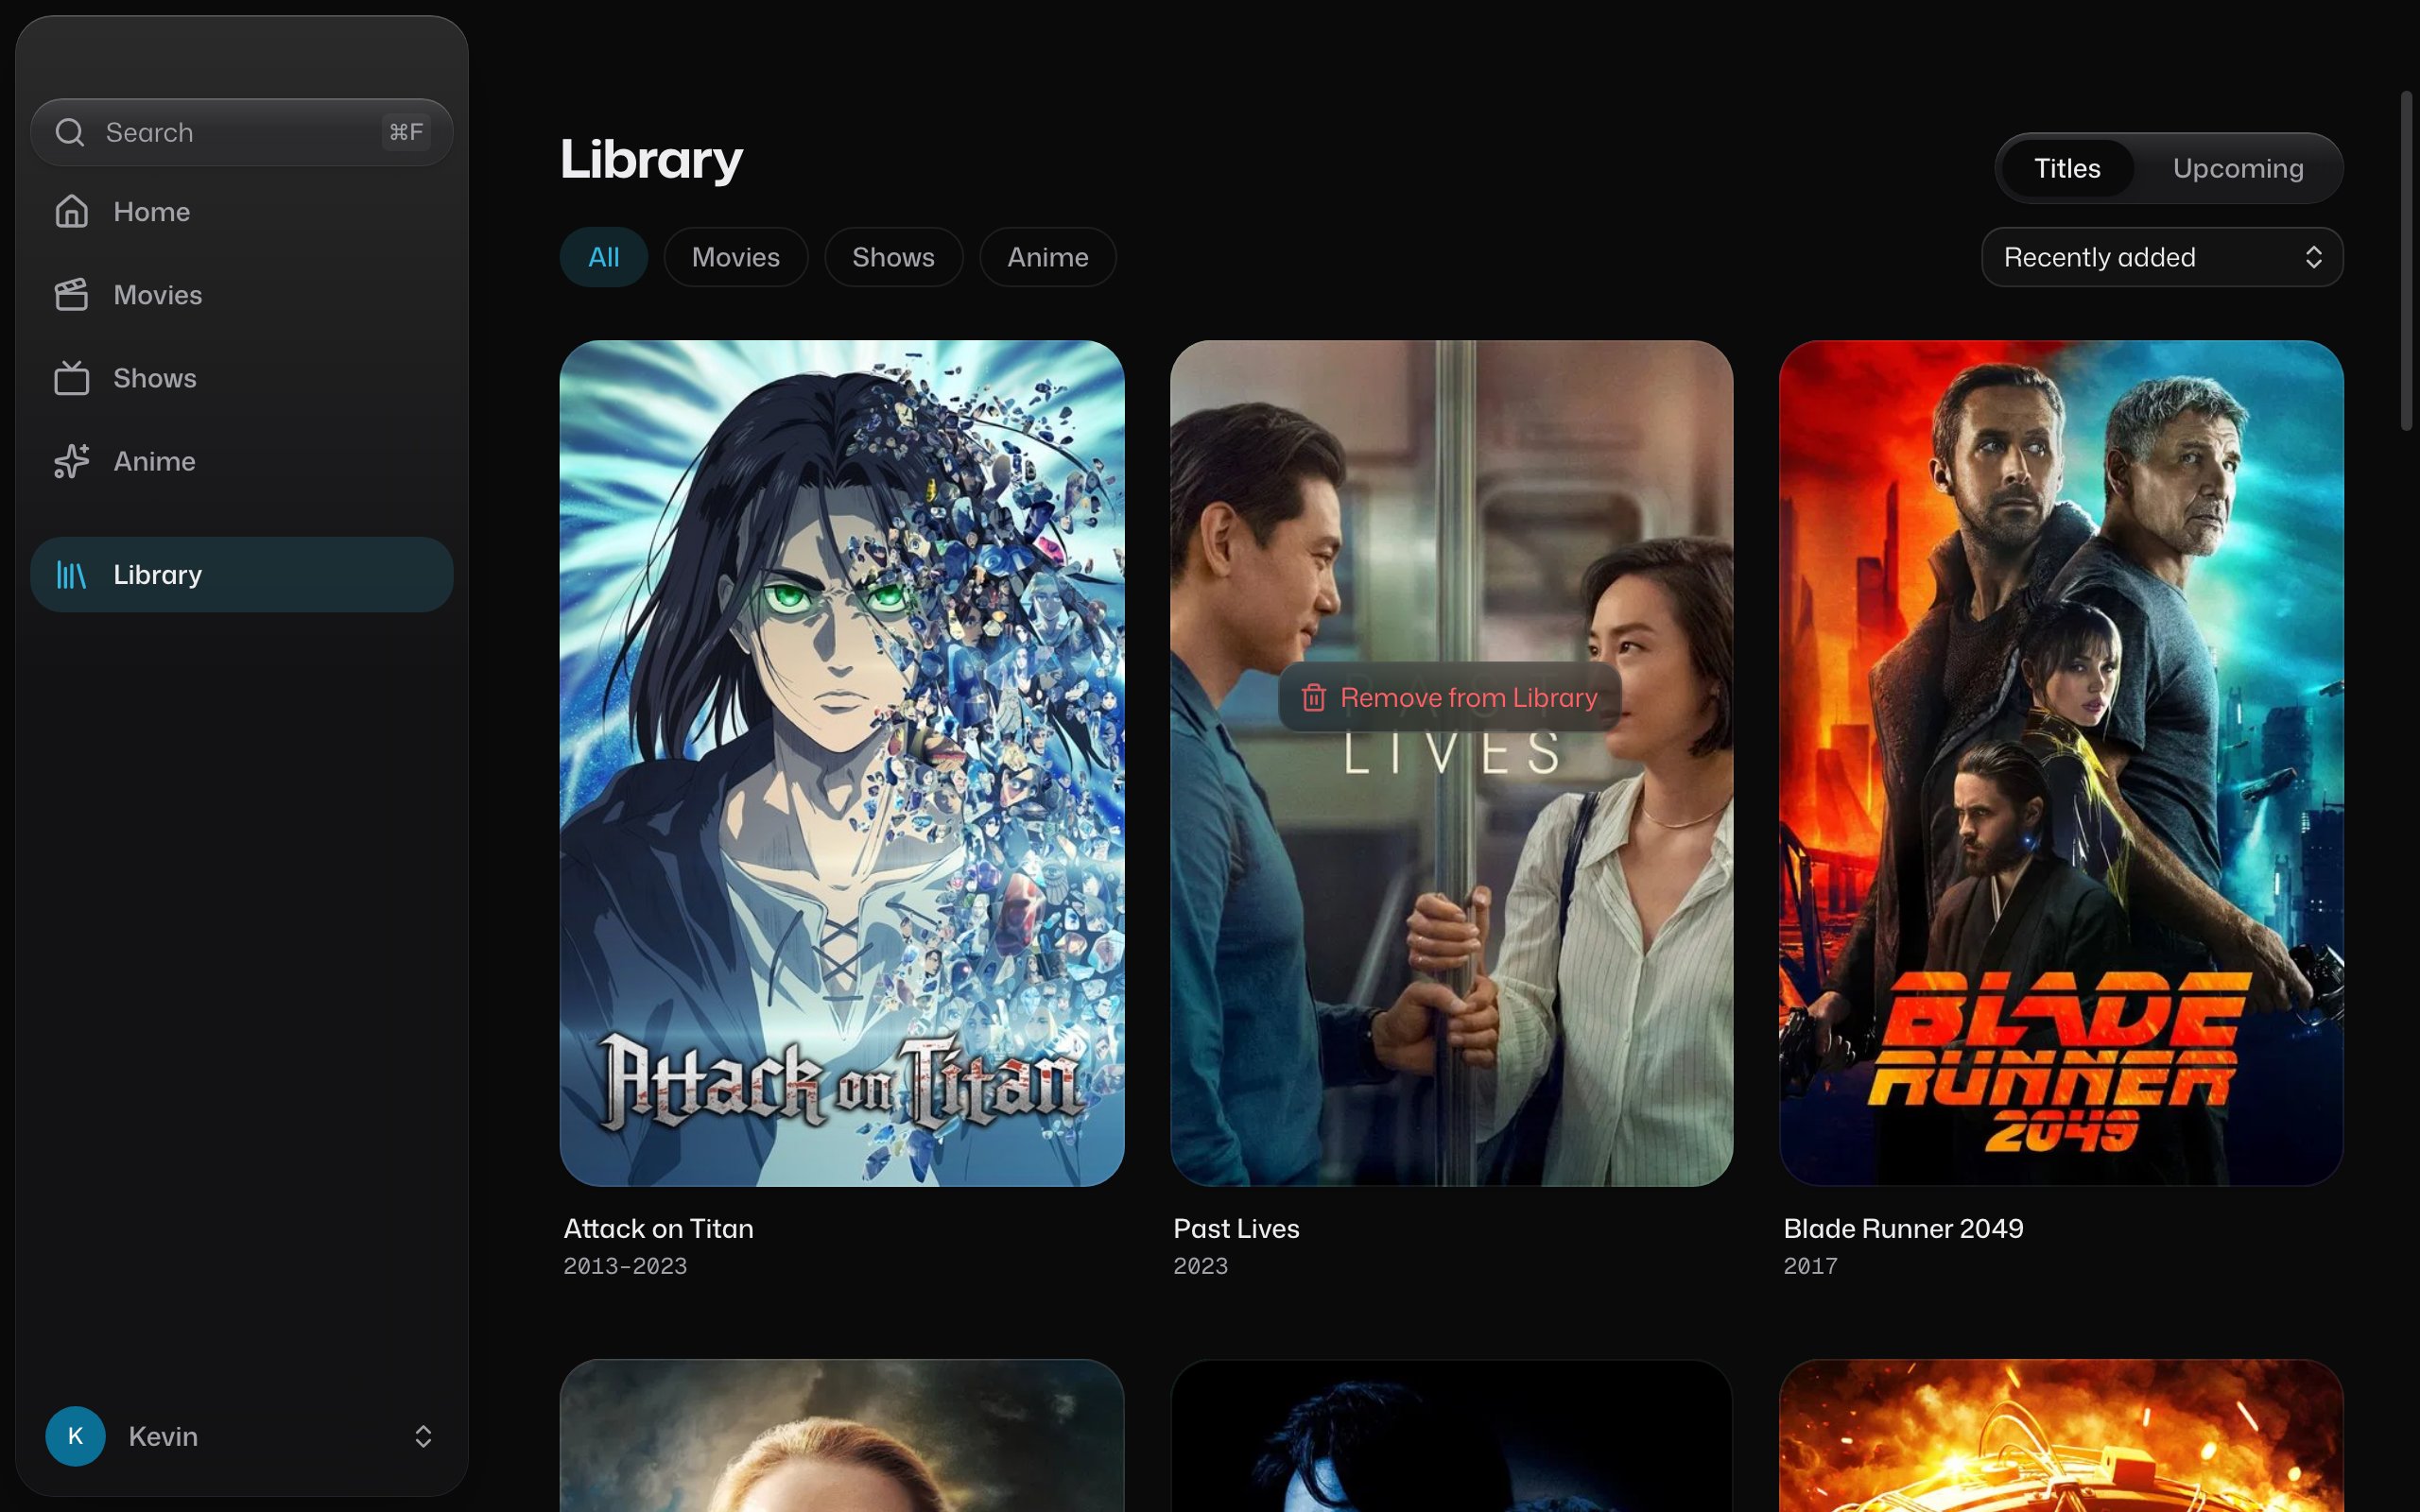 Search ⌘F
Home
Movies
Shows
Anime
Library
Kevin
K
Library
Titles Upcoming
All Movies Shows Anime
Recently added
Attack on Titan
Remove from Library
PAST
LIVES
BLADE
RUNNER
2049
Attack on Titan
2013–2023
Past Lives
2023
Blade Runner 2049
2017